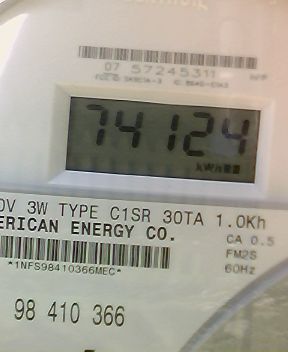 07 57245311
74124
kWh
0V 3W TYPE C1SR 30TA 1.0Kh
ERICAN ENERGY CO.
CA 0.5
FM2S
*1NFS98410366MEC*
60Hz
98 410 366